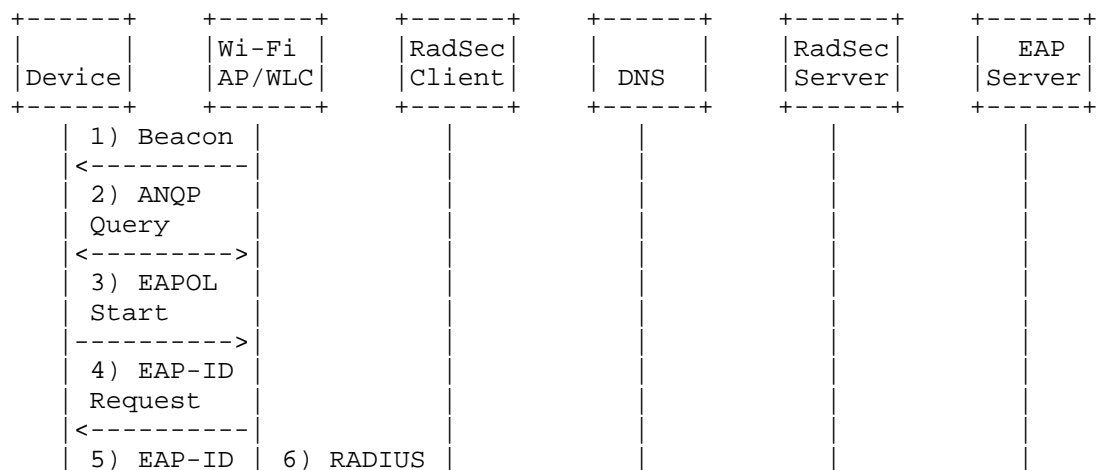 +------+     +------+     +------+     +------+     +------+     +------+
|      |     |Wi-Fi |     |RadSec|     |      |     |RadSec|     |  EAP |
|Device|     |AP/WLC|     |Client|     | DNS  |     |Server|     |Server|
+------+     +------+     +------+     +------+     +------+     +------+
   | 1) Beacon  |            |            |            |            |
   |<-----------|            |            |            |            |
   | 2) ANQP    |            |            |            |            |
   | Query      |            |            |            |            |
   |<---------->|            |            |            |            |
   | 3) EAPOL   |            |            |            |            |
   | Start      |            |            |            |            |
   |----------->|            |            |            |            |
   | 4) EAP-ID  |            |            |            |            |
   | Request    |            |            |            |            |
   |<-----------|            |            |            |            |
   | 5) EAP-ID  | 6) RADIUS  |            |            |            |